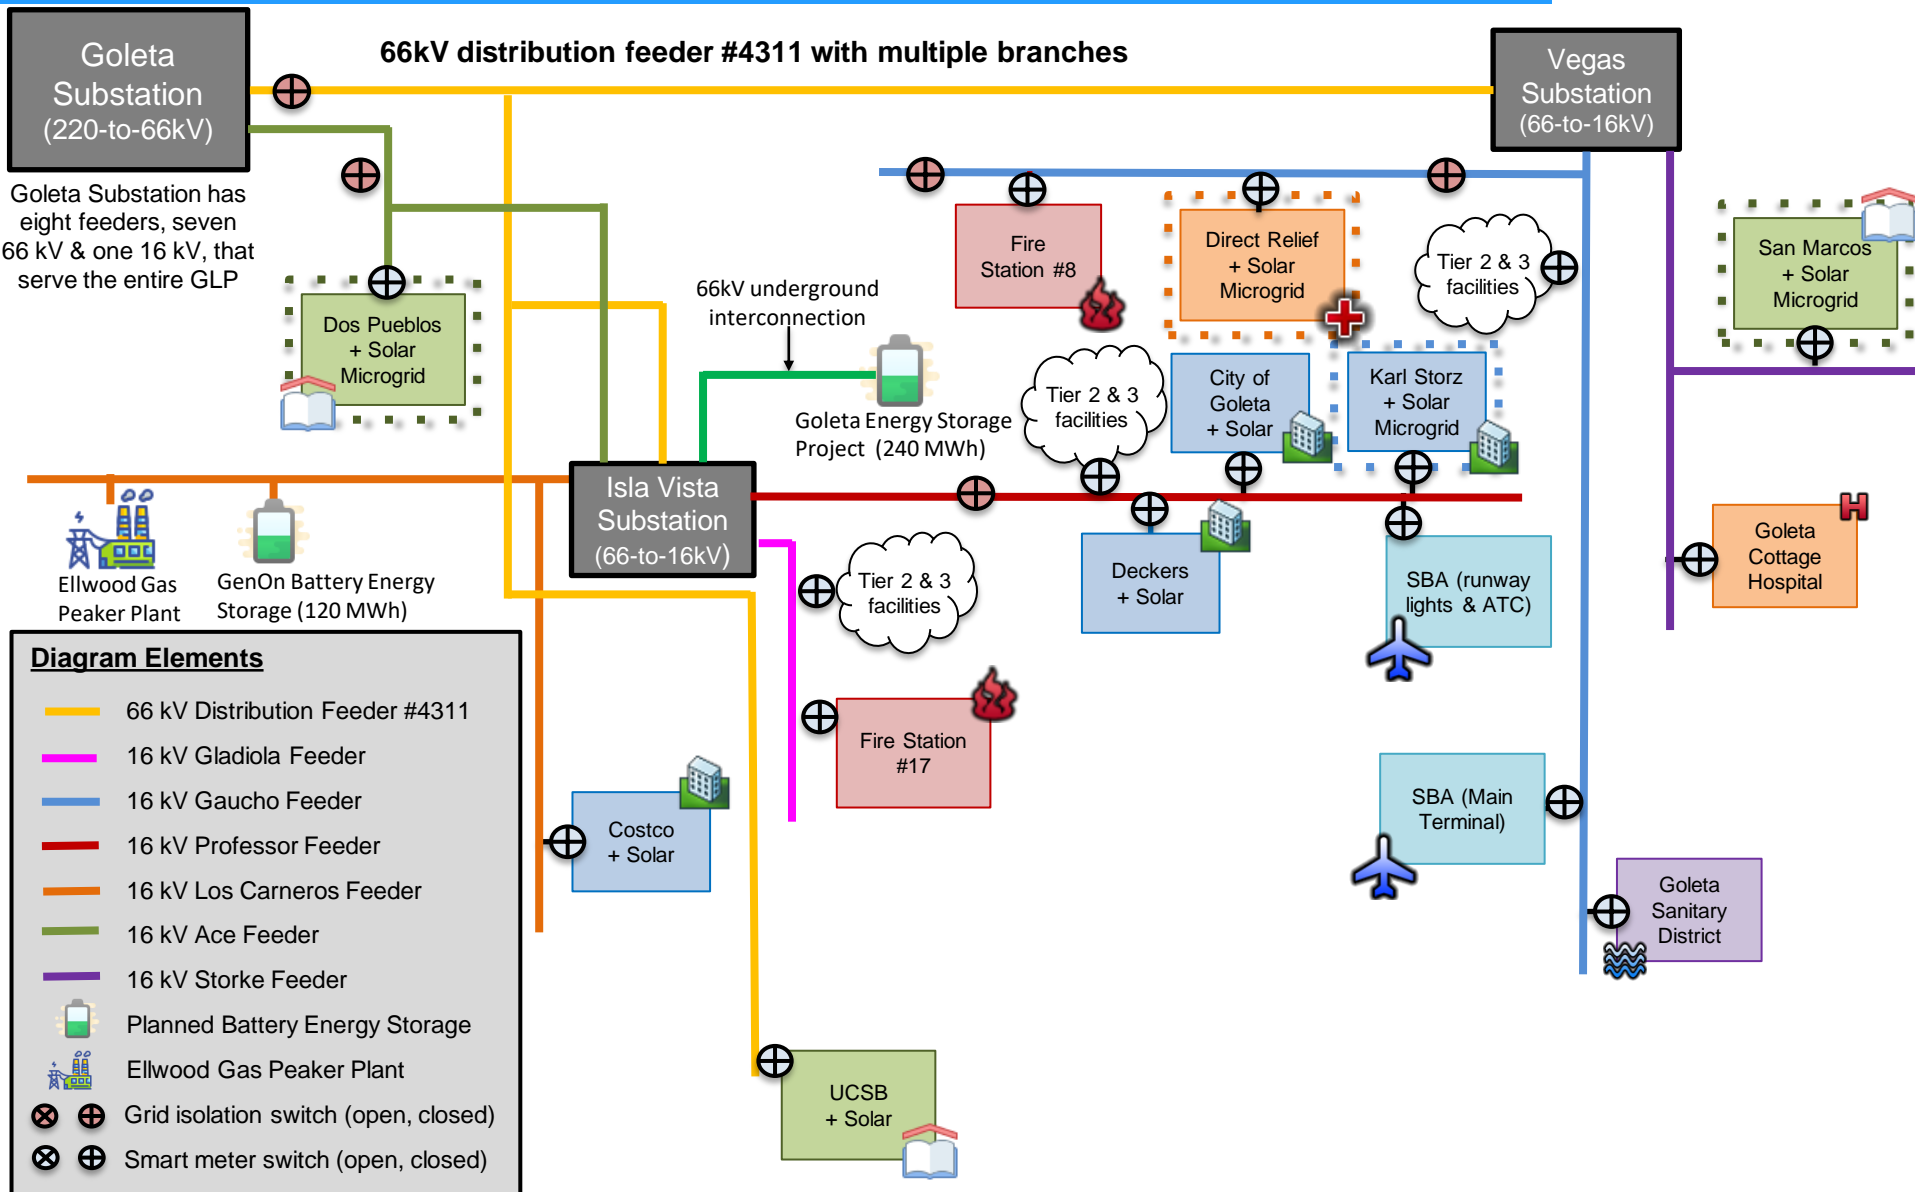 Goleta
Substation
(220-to-66kV)
66kV distribution feeder #4311 with multiple branches
Vegas
Substation
(66-to-16kV)
Goleta Substation has
eight feeders, seven
66 kV & one 16 kV, that
serve the entire GLP
Fire
Station #8
Direct Relief
+ Solar
Microgrid
Tier 2 & 3
facilities
San Marcos
+ Solar
Microgrid
66kV underground
interconnection
Dos Pueblos
+ Solar
Microgrid
Goleta Energy Storage
Project (240 MWh)
Tier 2 & 3
facilities
City of
Goleta
+ Solar
Karl Storz
+ Solar
Microgrid
Isla Vista
Substation
(66-to-16kV)
Ellwood Gas
Peaker Plant
GenOn Battery Energy
Storage (120 MWh)
Tier 2 & 3
facilities
Deckers
+ Solar
SBA (runway
lights & ATC)
H
Goleta
Cottage
Hospital
Fire Station
#17
Costco
+ Solar
SBA (Main
Terminal)
Goleta
Sanitary
District
UCSB
+ Solar
Diagram Elements
66 kV Distribution Feeder #4311
16 kV Gladiola Feeder
16 kV Gaucho Feeder
16 kV Professor Feeder
16 kV Los Carneros Feeder
16 kV Ace Feeder
16 kV Storke Feeder
Planned Battery Energy Storage
Ellwood Gas Peaker Plant
Grid isolation switch (open, closed)
Smart meter switch (open, closed)